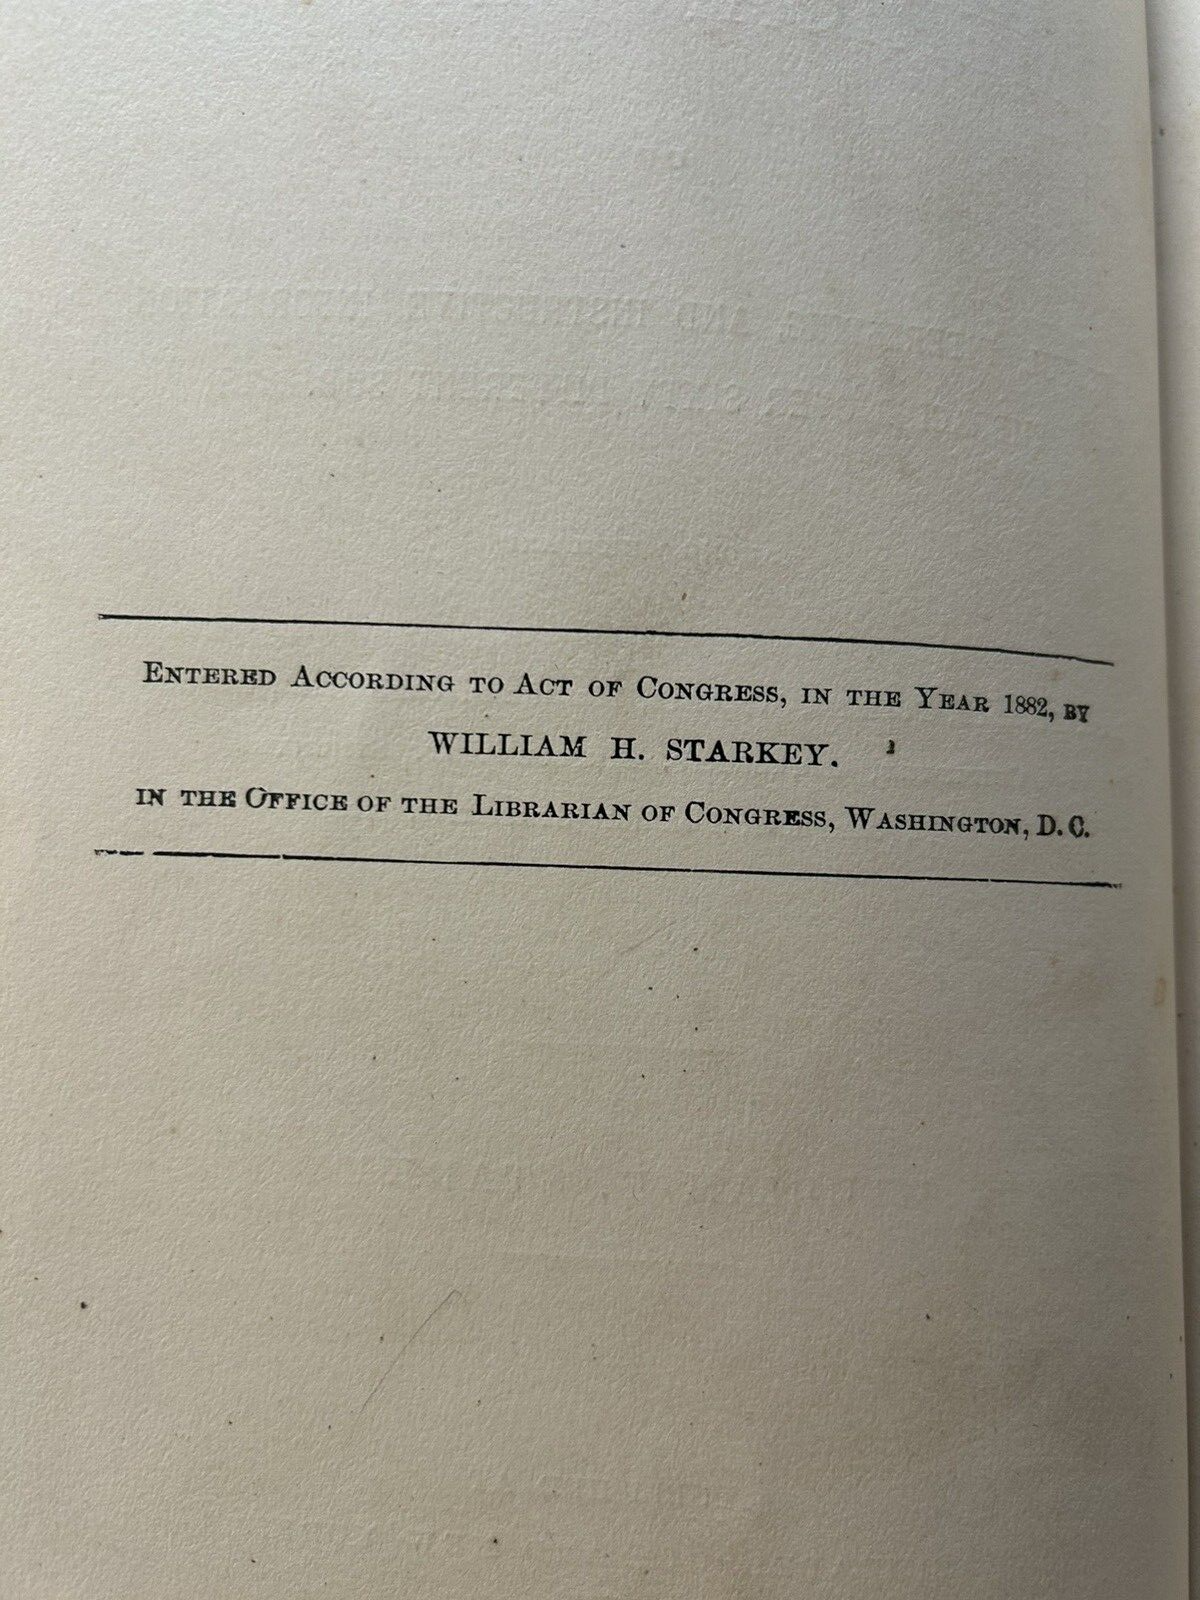 ENTERED ACCORDING TO ACT OF CONGRESS, IN THE YEAR 1882, BY
WILLIAM H. STARKEY.
IN THE OFFICE OF THE LIBRARIAN OF CONGRESS, WASHINGTON, D. C.